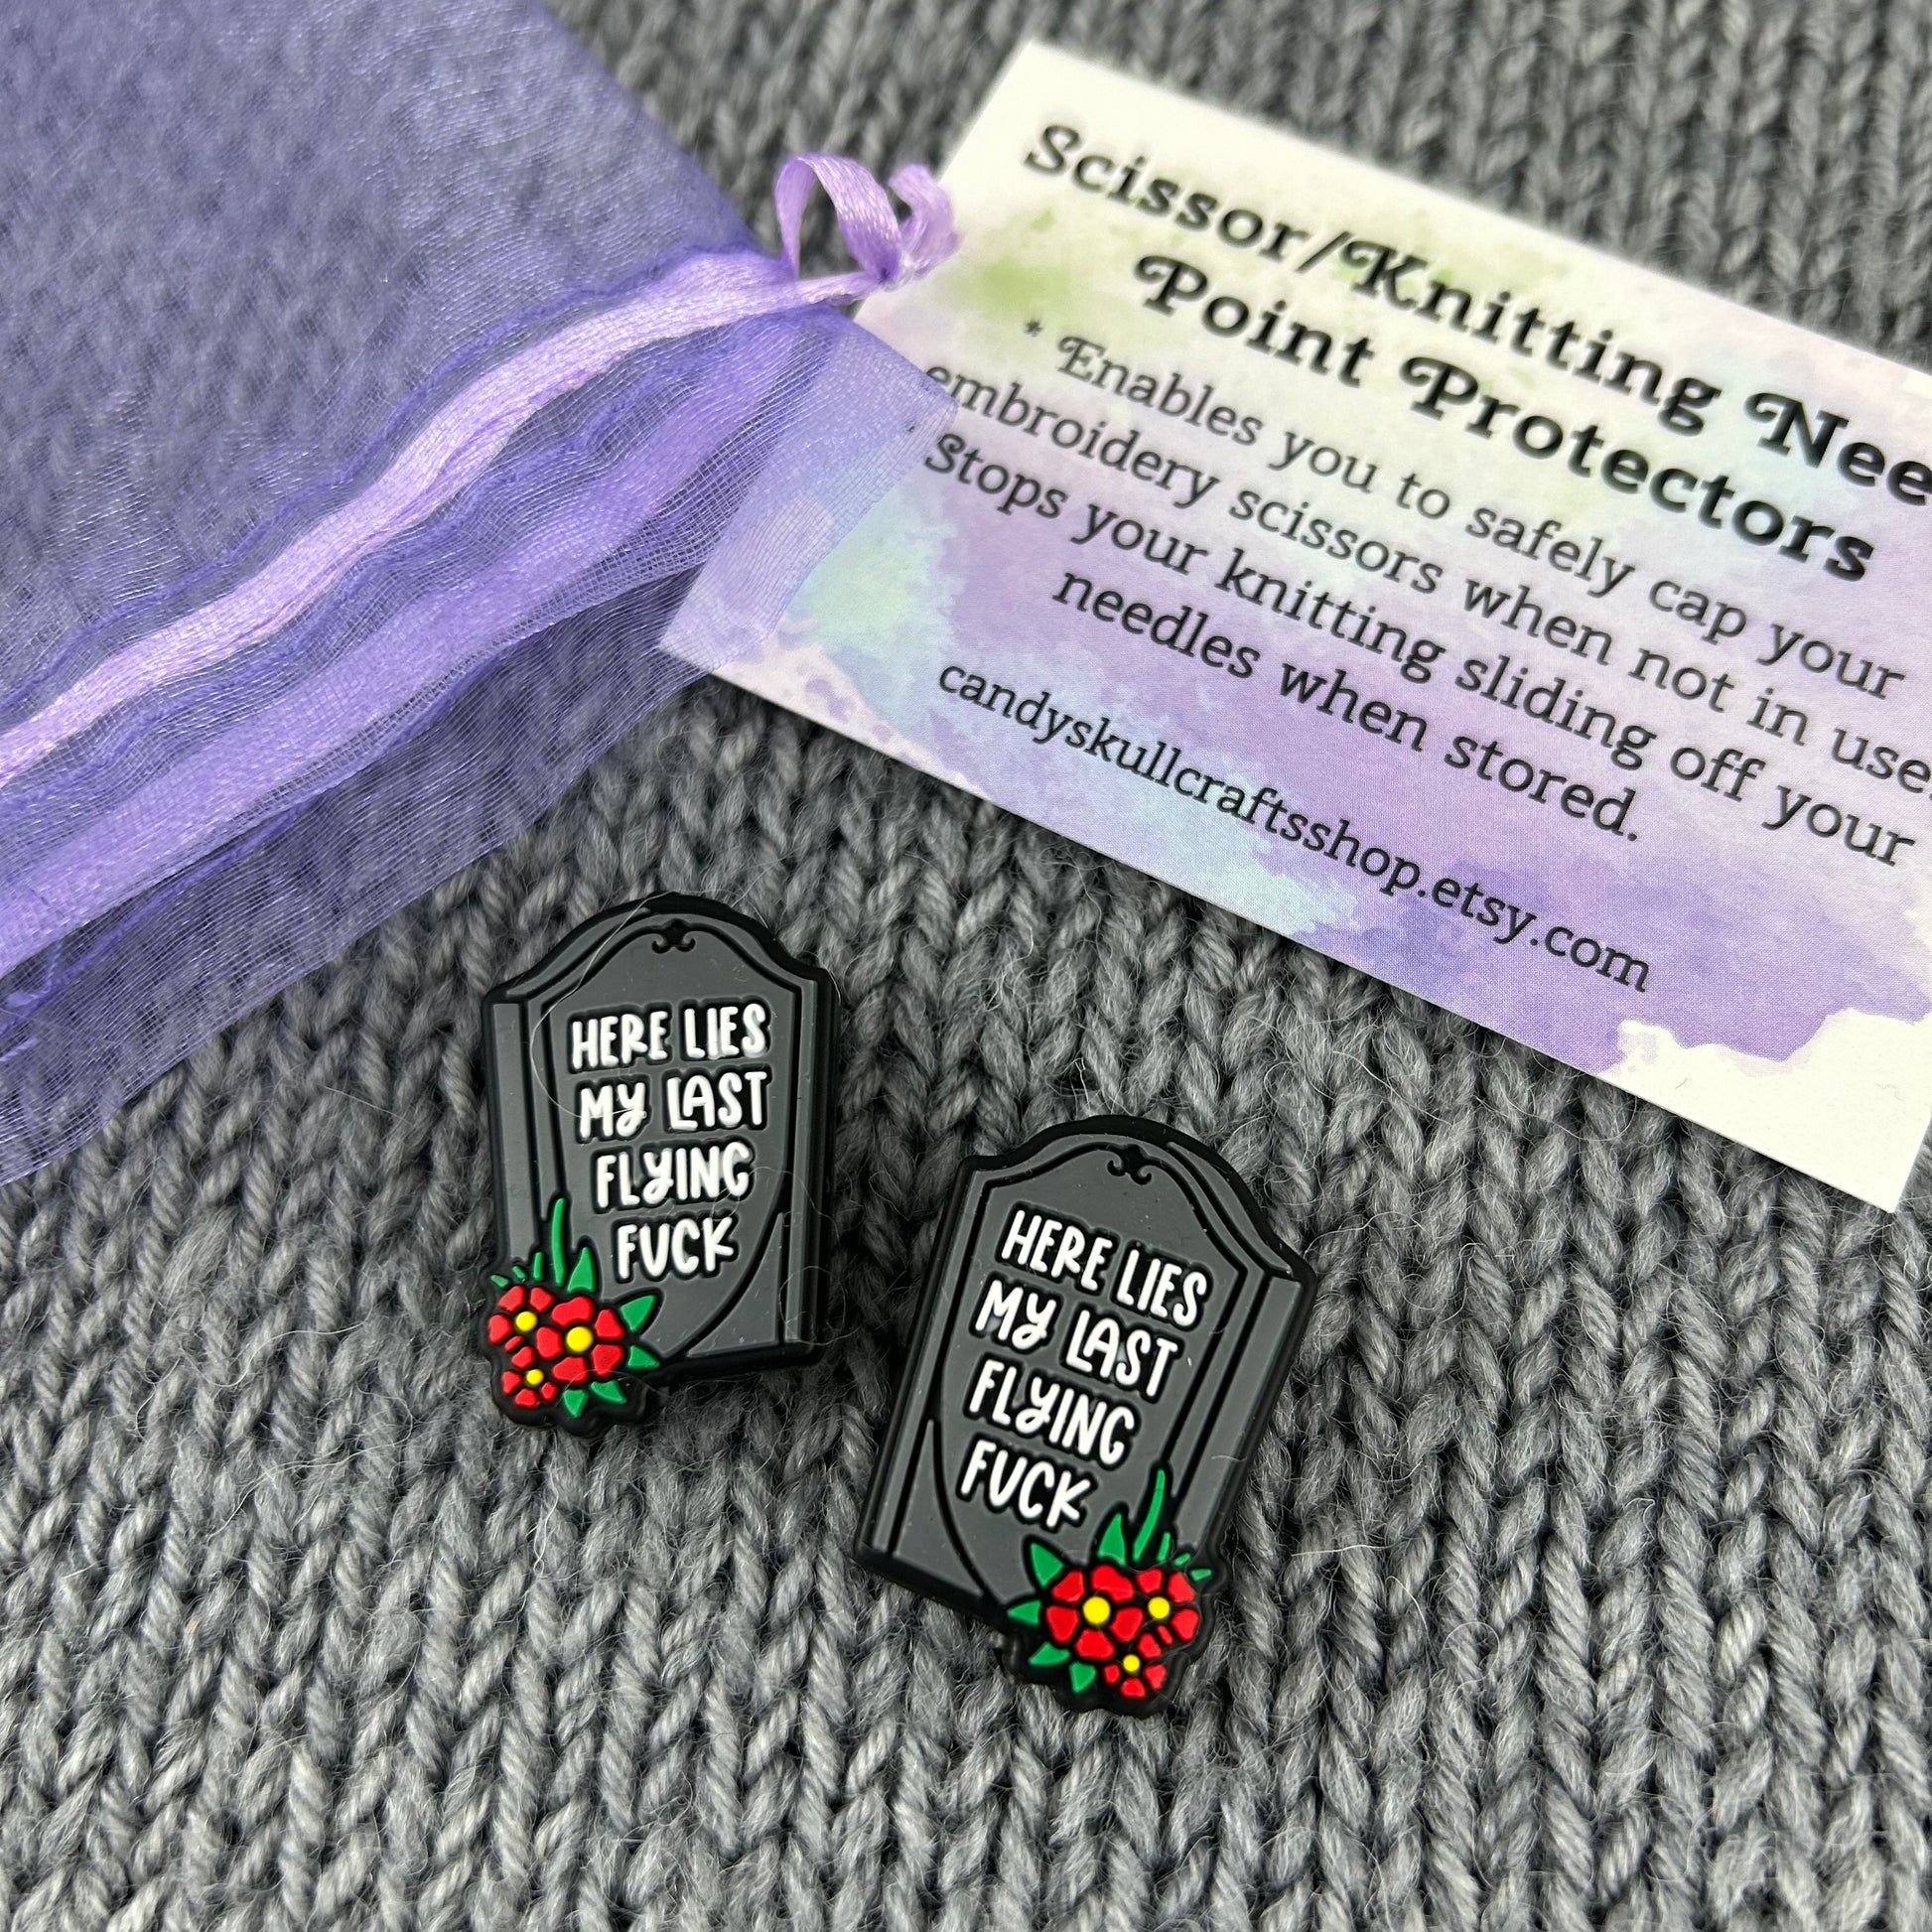 Scissor/Knitting Nee
Point Protectors
* Enables you to safely cap your
embroidery scissors when not in use.
Stops your knitting sliding off your
needles when stored.
candyskullcraftsshop.etsy.com
HERE LIES
MY LAST
FLYING
FUCK
HERE LIES
MY LAST
FLYING
FUCK